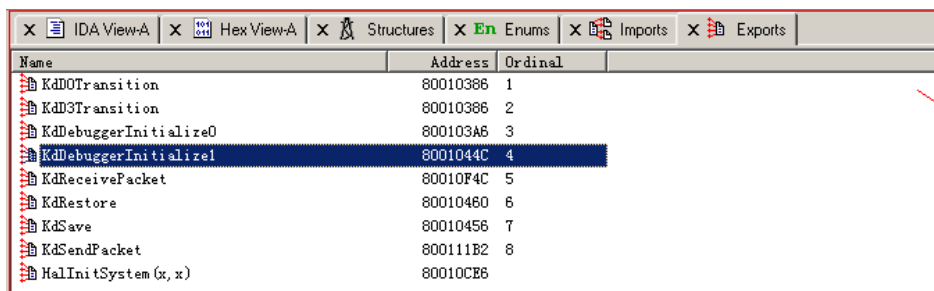 X IDA View-A X Hex View-A X Structures X En Enums X Imports X Exports
Name Address Ordinal
KdD0Transition 80010386 1
KdD3Transition 80010386 2
KdDebuggerInitialize0 800103A6 3
KdDebuggerInitialize1 8001044C 4
KdReceivePacket 80010F4C 5
KdRestore 80010460 6
KdSave 80010456 7
KdSendPacket 800111B2 8
HalInitSystem(x,x) 80010CE6